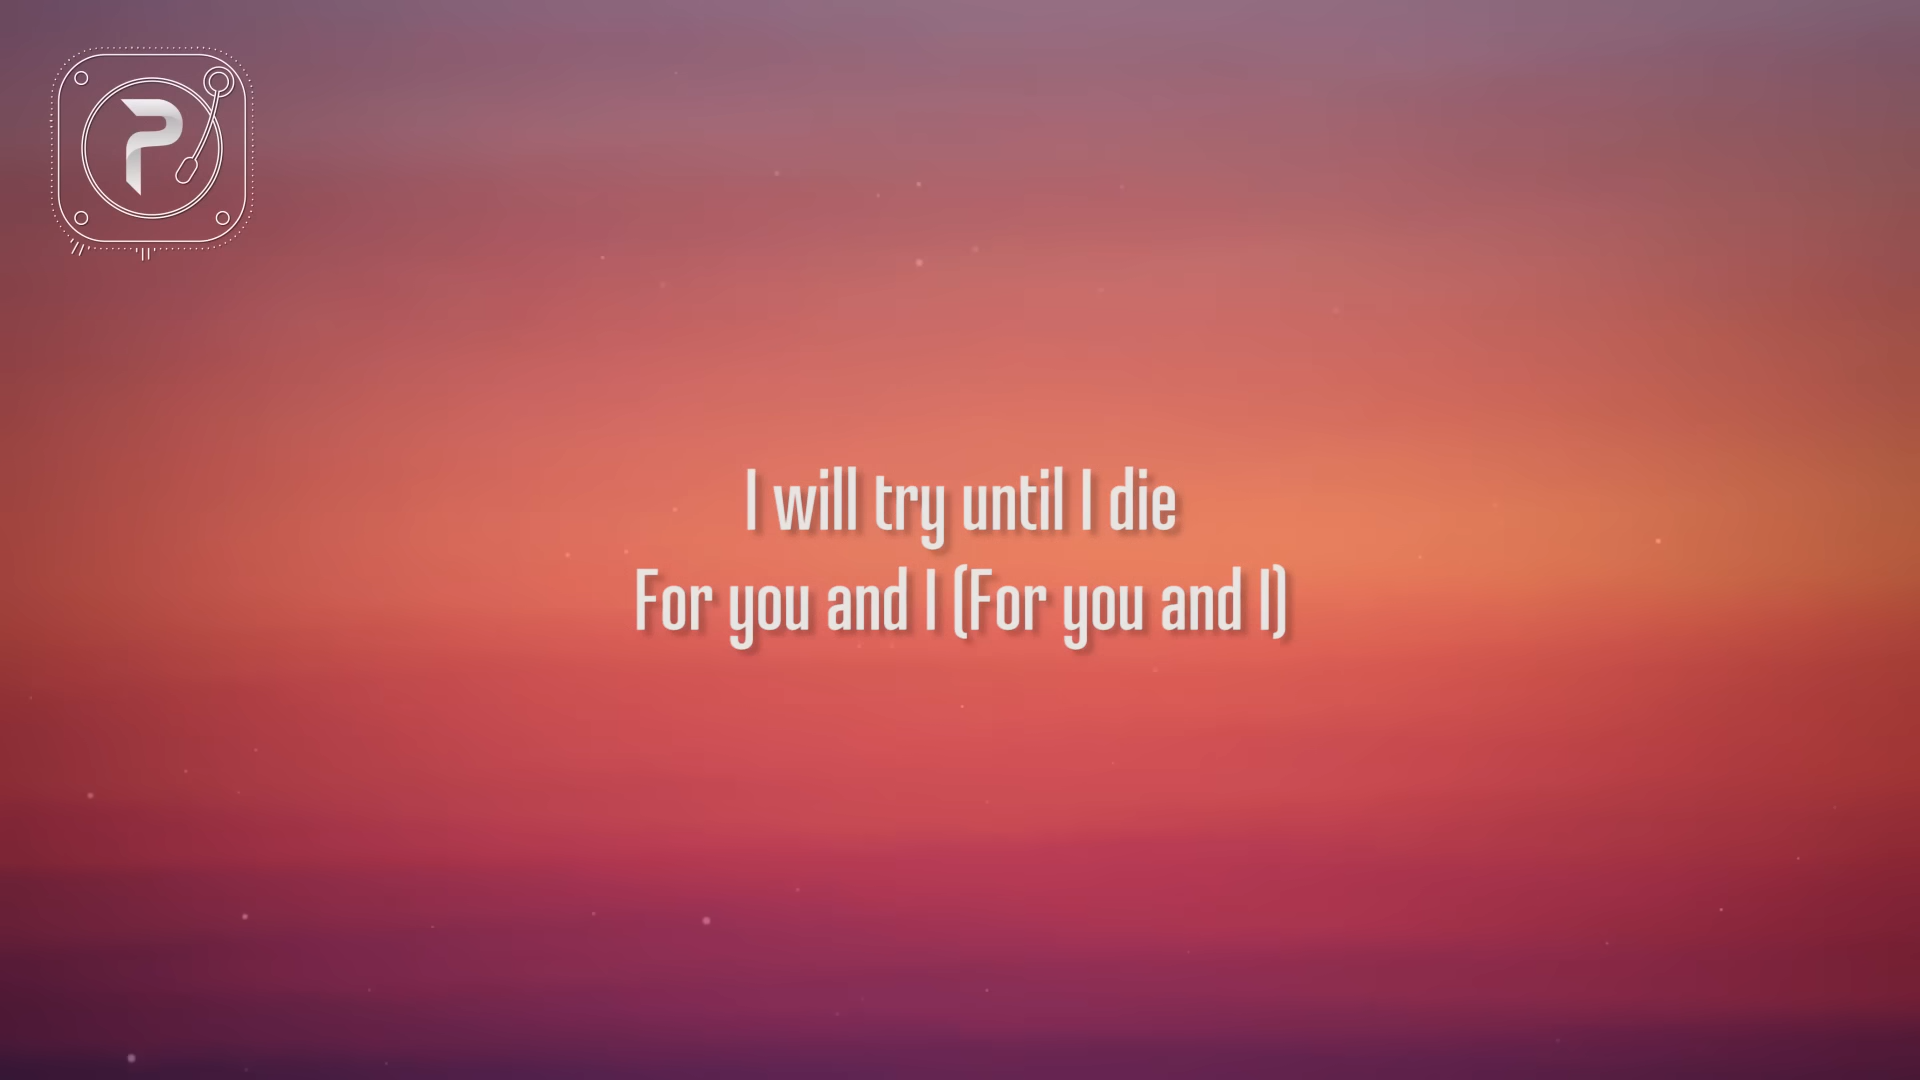 P
I will try until I die
For you and I (For you and I)